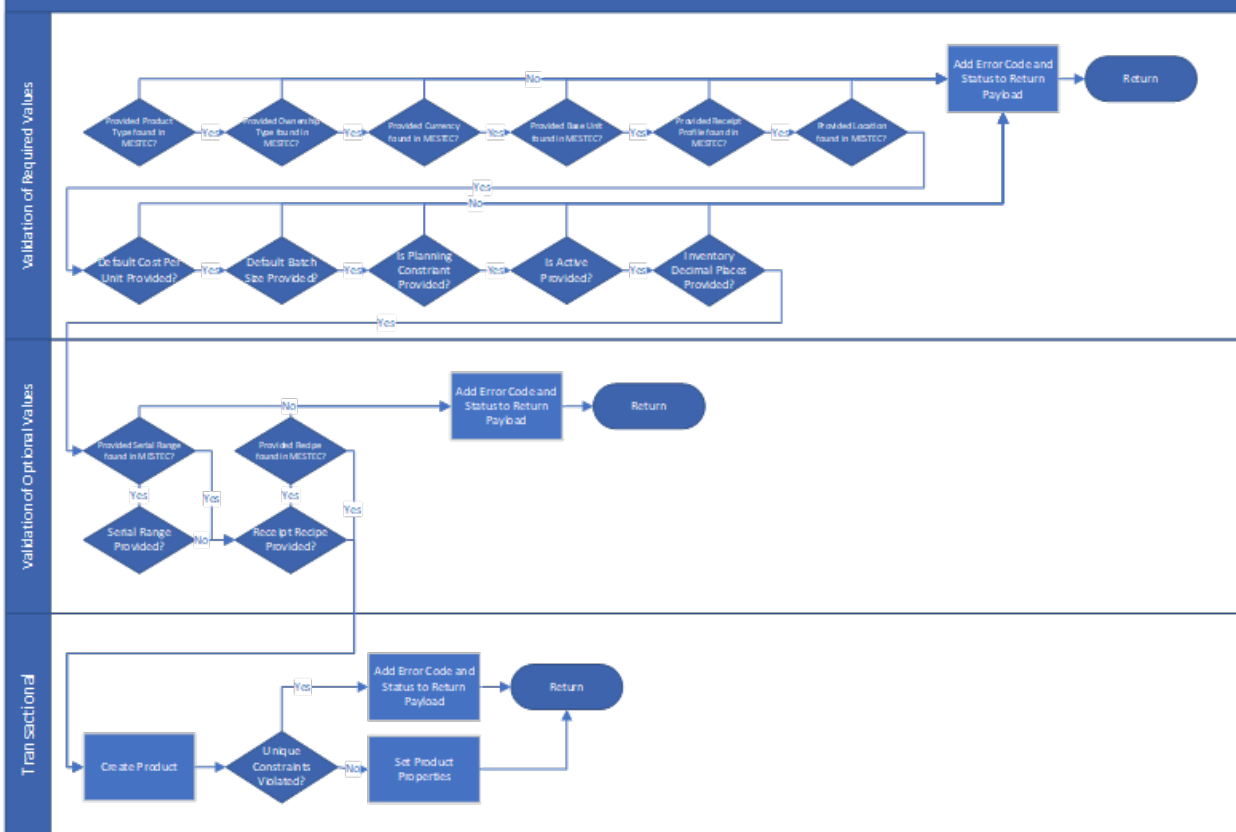 Validation of Required Values
Add Error Code and
Status to Return
Payload
Return
No
Provided Product
Type found in
MESTEC?
Yes
Provided Ownership
Type found in
MESTEC?
Yes
Provided Currency
found in MESTEC?
Yes
Provided Base Unit
found in MESTEC?
Yes
Provided Receipt
Profile found in
MESTEC?
Yes
Provided Location
found in MESTEC?
Yes
No
Default Cost Per
Unit Provided?
Yes
Default Batch
Size Provided?
Yes
Is Planning
Constriant
Provided?
Yes
Is Active
Provided?
Yes
Inventory
Decimal Places
Provided?
Yes
Validation of Optional Values
Add Error Code and
Status to Return
Payload
Return
No
Provided Serial Range
found in MESTEC?
Provided Recipe
found in MESTEC?
Yes
Yes
Yes
Yes
Serial Range
Provided?
No
Receipt Recipe
Provided?
Transactional
Add Error Code and
Status to Return
Payload
Return
Yes
Create Product
Unique
Constraints
Violated?
No
Set Product
Properties